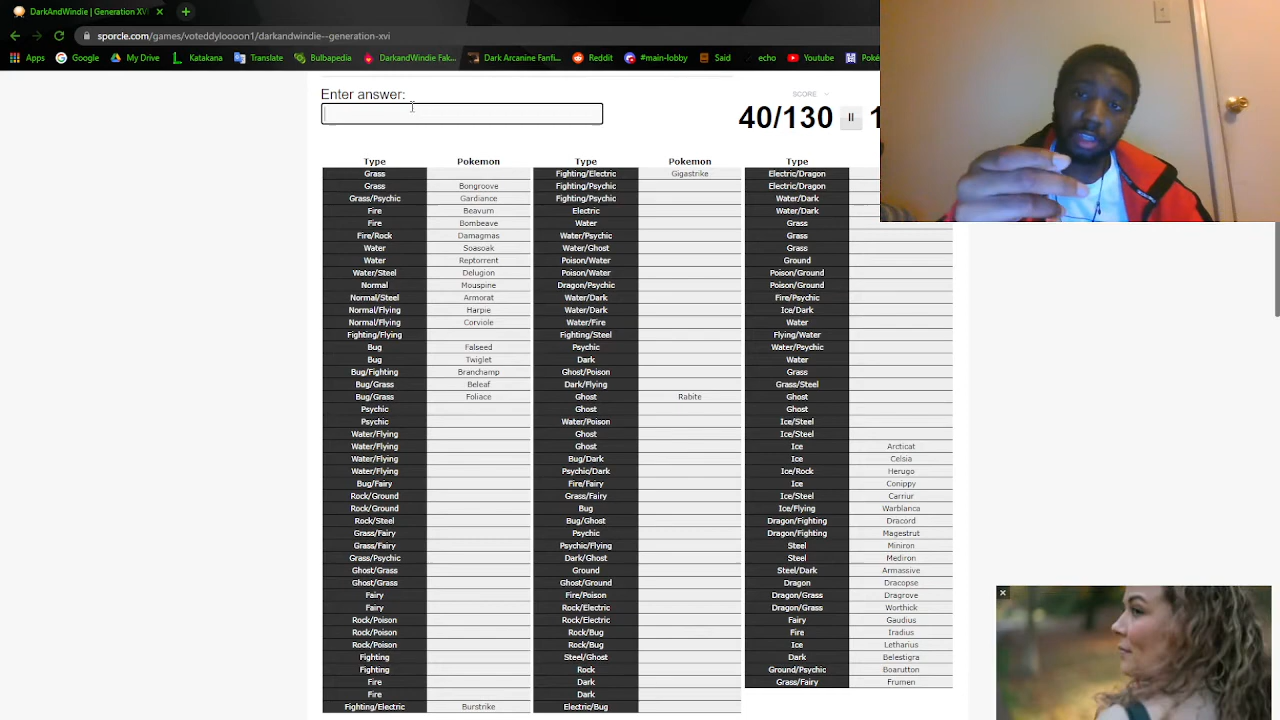 DarkAndWindie | Generation XV
sporcle.com/games/voteddyloooon1/darkandwindie--generation-xvi
Apps Google My Drive Katakana Translate Bulbapedia DarkandWindie Fak... Dark Arcanine Fanfi... Reddit #main-lobby Said echo Youtube Poké
Enter answer:
SCORE
40/130 1
Type Pokemon Type Pokemon Type
Grass Fighting/Electric Gigastrike Electric/Dragon
Grass Bongroove Fighting/Psychic Electric/Dragon
Grass/Psychic Gardiance Fighting/Psychic Water/Dark
Fire Beavurn Electric Water/Dark
Fire Bombeave Water Grass
Fire/Rock Damagmas Water/Psychic Grass
Water Soasoak Water/Ghost Grass
Water Reptorrent Poison/Water Ground
Water/Steel Delugion Poison/Water Poison/Ground
Normal Mouspine Dragon/Psychic Poison/Ground
Normal/Steel Armorat Water/Dark Fire/Psychic
Normal/Flying Harpie Water/Dark Ice/Dark
Normal/Flying Corviole Water/Fire Water
Fighting/Flying Fighting/Steel Flying/Water
Bug Falseed Psychic Water/Psychic
Bug Twiglet Dark Water
Bug/Fighting Branchamp Ghost/Poison Grass
Bug/Grass Beleaf Dark/Flying Grass/Steel
Bug/Grass Foliace Ghost Rabite Ghost
Psychic Ghost Ghost
Psychic Water/Poison Ice/Steel
Water/Flying Ghost Ice/Steel
Water/Flying Ghost Ice Arcticat
Water/Flying Bug/Dark Ice Celsia
Water/Flying Psychic/Dark Ice/Rock Herugo
Bug/Fairy Fire/Fairy Ice Conippy
Rock/Ground Grass/Fairy Ice/Steel Carriur
Rock/Ground Bug Ice/Flying Warblanca
Rock/Steel Bug/Ghost Dragon/Fighting Dracord
Grass/Fairy Psychic Dragon/Fighting Magestrut
Grass/Fairy Psychic/Flying Steel Miniron
Grass/Psychic Dark/Ghost Steel Mediron
Ghost/Grass Ground Steel/Dark Armassive
Ghost/Grass Ghost/Ground Dragon Dracopse
Fairy Fire/Poison Dragon/Grass Dragrove
Fairy Rock/Electric Dragon/Grass Worthick
Rock/Poison Rock/Electric Fairy Gaudius
Rock/Poison Rock/Bug Fire Iradius
Rock/Poison Rock/Bug Ice Letharius
Fighting Steel/Ghost Dark Belestigra
Fighting Rock Ground/Psychic Boarutton
Fire Dark Grass/Fairy Frumen
Fire Dark
Fighting/Electric Burstrike Electric/Bug